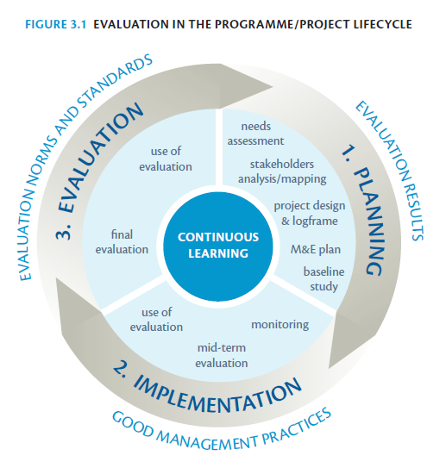 FIGURE 3.1 EVALUATION IN THE PROGRAMME/PROJECT LIFECYCLE
EVALUATION NORMS AND STANDARDS
EVALUATION RESULTS
GOOD MANAGEMENT PRACTICES
1. PLANNING
needs
assessment
stakeholders
analysis/mapping
project design
& logframe
M&E plan
baseline
study
2. IMPLEMENTATION
monitoring
mid-term
evaluation
use of
evaluation
3. EVALUATION
final
evaluation
use of
evaluation
CONTINUOUS
LEARNING